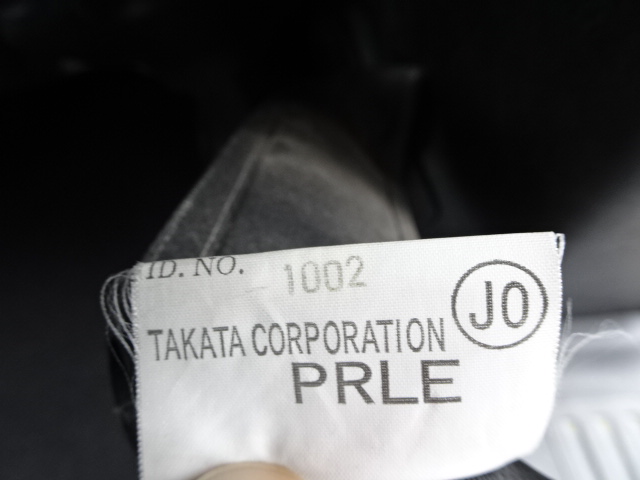 ID. NO. 1002
TAKATA CORPORATION JO
PRLE